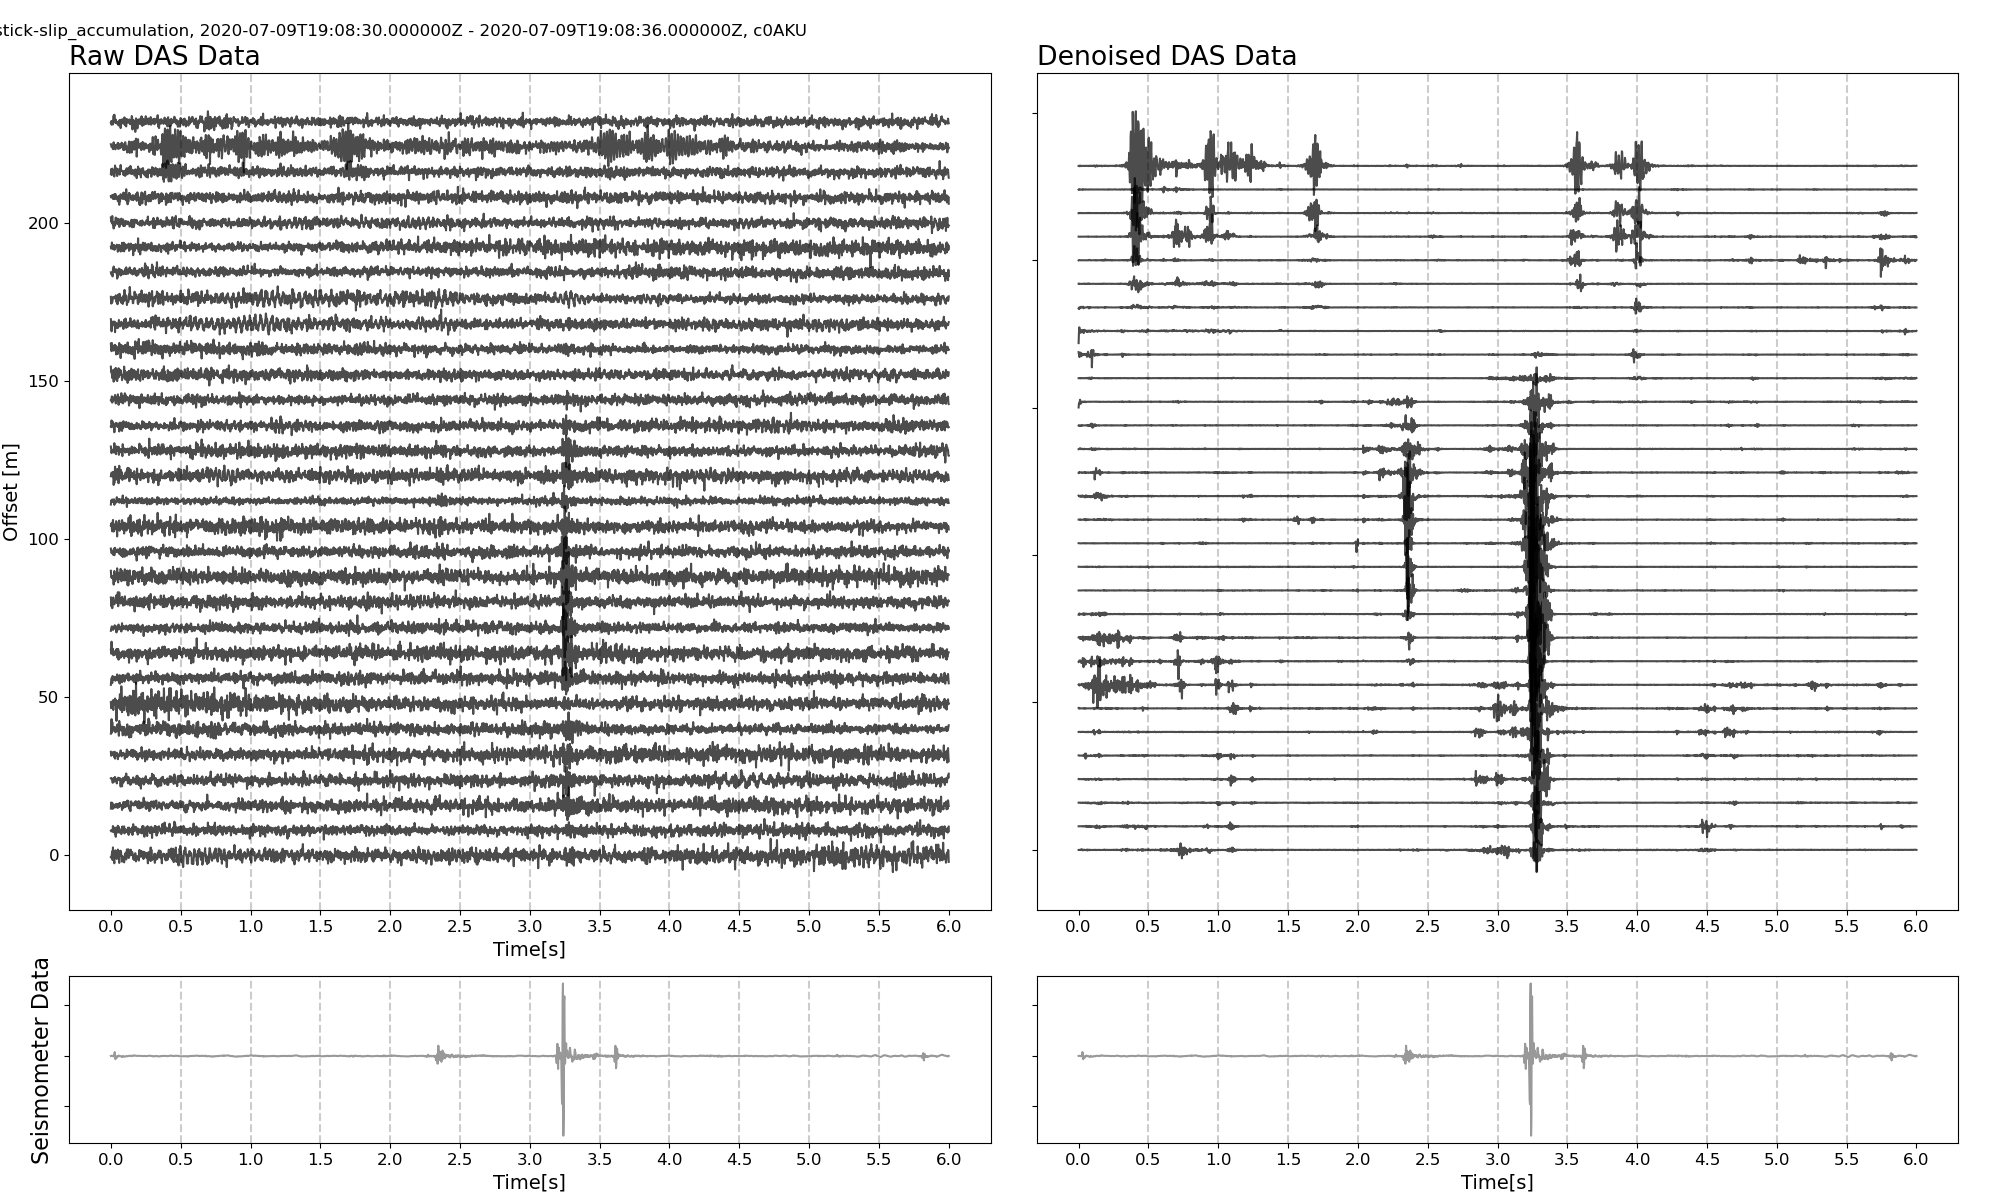 stick-slip_accumulation, 2020-07-09T19:08:30.000000Z - 2020-07-09T19:08:36.000000Z, c0AKU
Raw DAS Data
Denoised DAS Data
Offset [m]
200
150
100
50
0
0.0 0.5 1.0 1.5 2.0 2.5 3.0 3.5 4.0 4.5 5.0 5.5 6.0
Time[s]
0.0 0.5 1.0 1.5 2.0 2.5 3.0 3.5 4.0 4.5 5.0 5.5 6.0
Seismometer Data
0.0 0.5 1.0 1.5 2.0 2.5 3.0 3.5 4.0 4.5 5.0 5.5 6.0
Time[s]
0.0 0.5 1.0 1.5 2.0 2.5 3.0 3.5 4.0 4.5 5.0 5.5 6.0
Time[s]